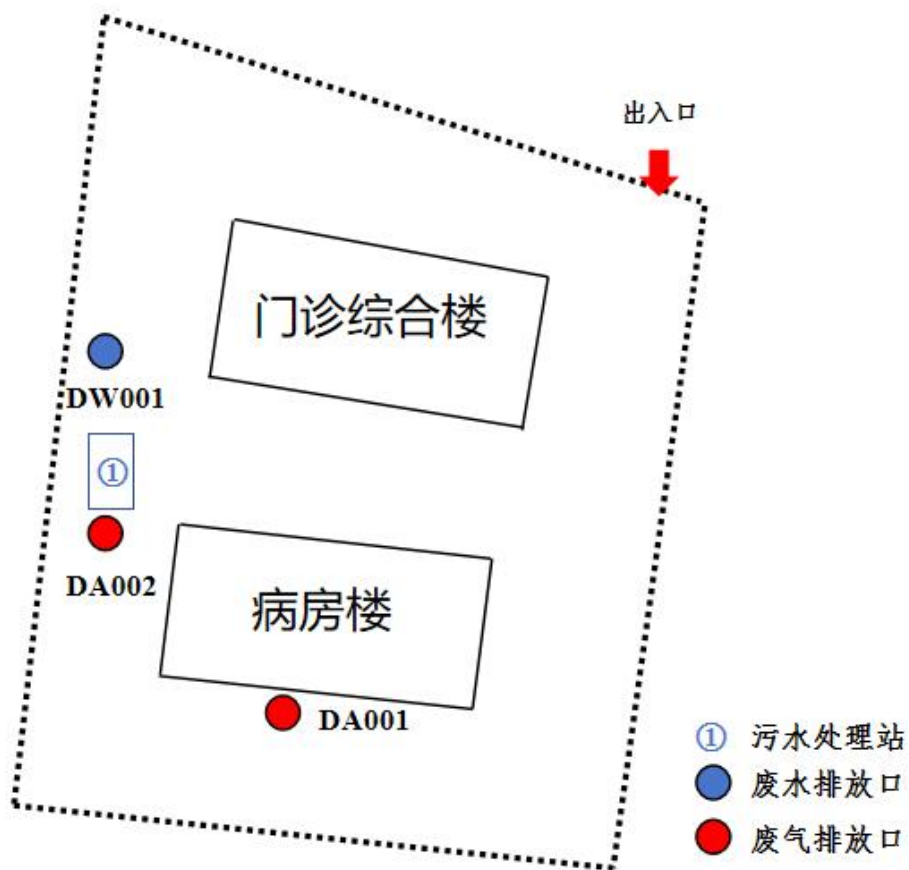 出入口
门诊综合楼
DW001
①
DA002
病房楼
DA001
① 污水处理站
废水排放口
废气排放口